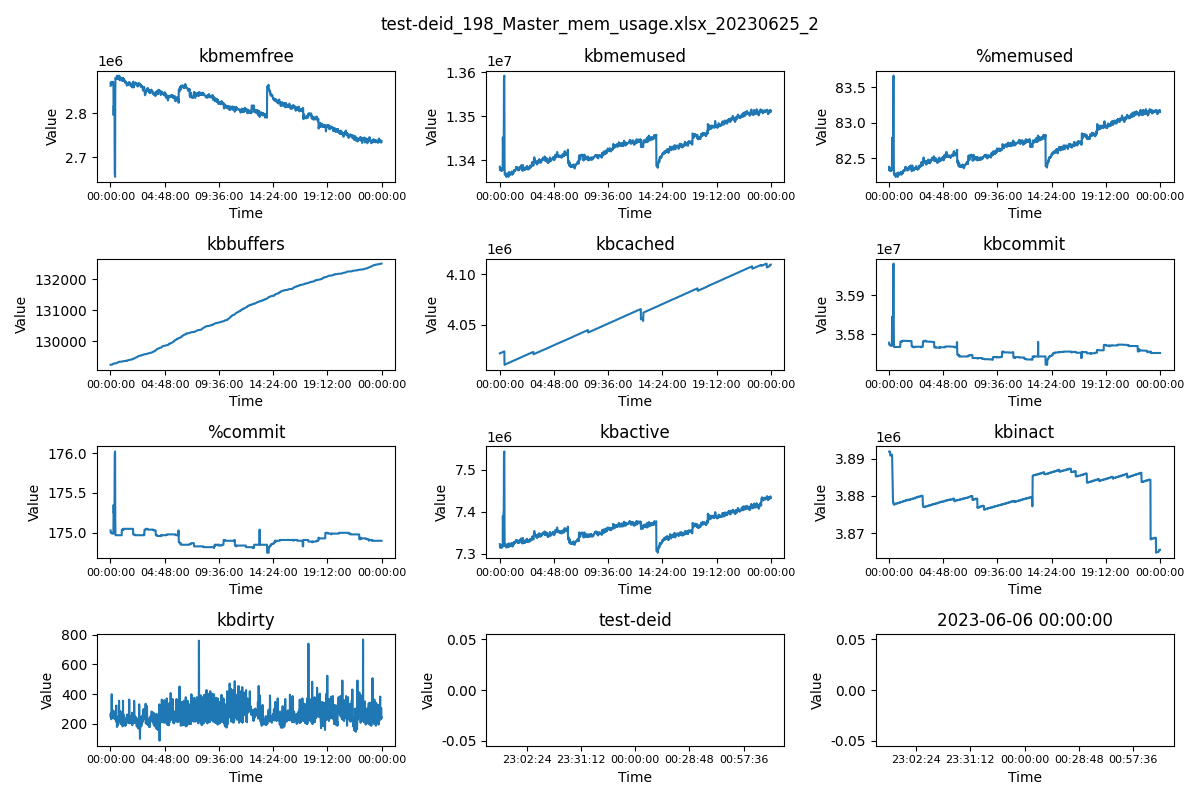 test-deid_198_Master_mem_usage.xlsx_20230625_2
kbmemfree
1e6
2.8
2.7
Value
00:00:00 04:48:00 09:36:00 14:24:00 19:12:00 00:00:00
Time
kbmemused
1e7
1.36
1.35
1.34
Value
00:00:00 04:48:00 09:36:00 14:24:00 19:12:00 00:00:00
Time
%memused
83.5
83.0
82.5
Value
00:00:00 04:48:00 09:36:00 14:24:00 19:12:00 00:00:00
Time
kbbuffers
132000
131000
130000
Value
00:00:00 04:48:00 09:36:00 14:24:00 19:12:00 00:00:00
Time
kbcached
1e6
4.10
4.05
Value
00:00:00 04:48:00 09:36:00 14:24:00 19:12:00 00:00:00
Time
kbcommit
1e7
3.59
3.58
Value
00:00:00 04:48:00 09:36:00 14:24:00 19:12:00 00:00:00
Time
%commit
176.0
175.5
175.0
Value
00:00:00 04:48:00 09:36:00 14:24:00 19:12:00 00:00:00
Time
kbactive
1e6
7.5
7.4
7.3
Value
00:00:00 04:48:00 09:36:00 14:24:00 19:12:00 00:00:00
Time
kbinact
1e6
3.89
3.88
3.87
Value
00:00:00 04:48:00 09:36:00 14:24:00 19:12:00 00:00:00
Time
kbdirty
800
600
400
200
Value
00:00:00 04:48:00 09:36:00 14:24:00 19:12:00 00:00:00
Time
test-deid
0.05
0.00
-0.05
Value
23:02:24 23:31:12 00:00:00 00:28:48 00:57:36
Time
2023-06-06 00:00:00
0.05
0.00
-0.05
Value
23:02:24 23:31:12 00:00:00 00:28:48 00:57:36
Time